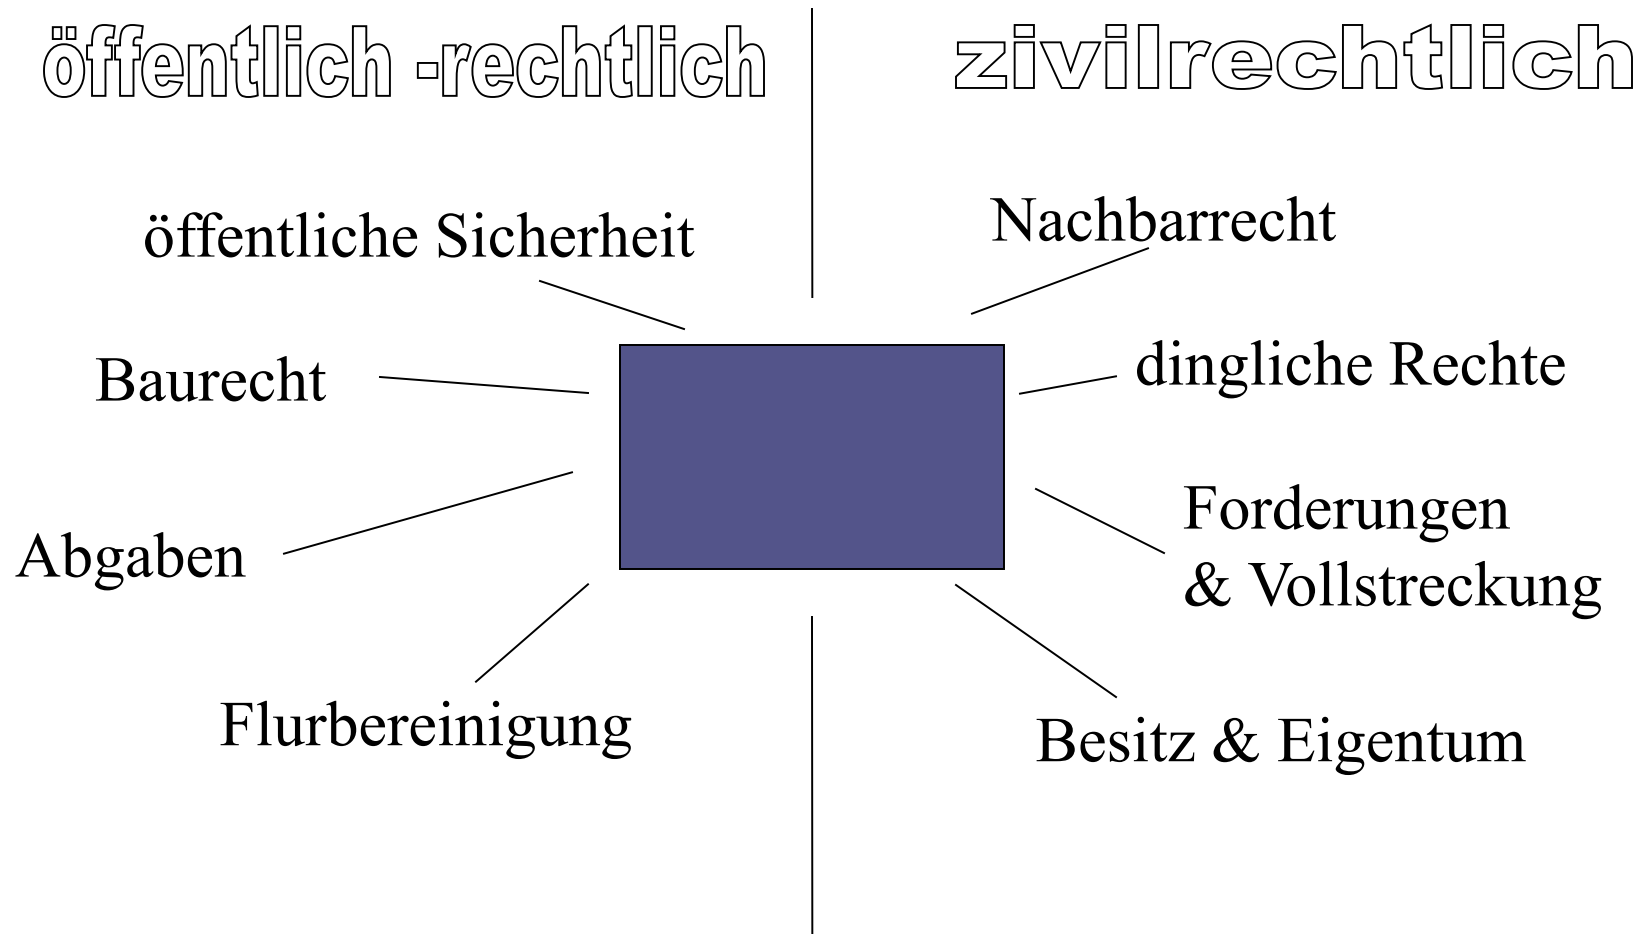 öffentlich -rechtlich
zivilrechtlich
öffentliche Sicherheit
Nachbarrecht
Baurecht
dingliche Rechte
Abgaben
Forderungen
& Vollstreckung
Flurbereinigung
Besitz & Eigentum